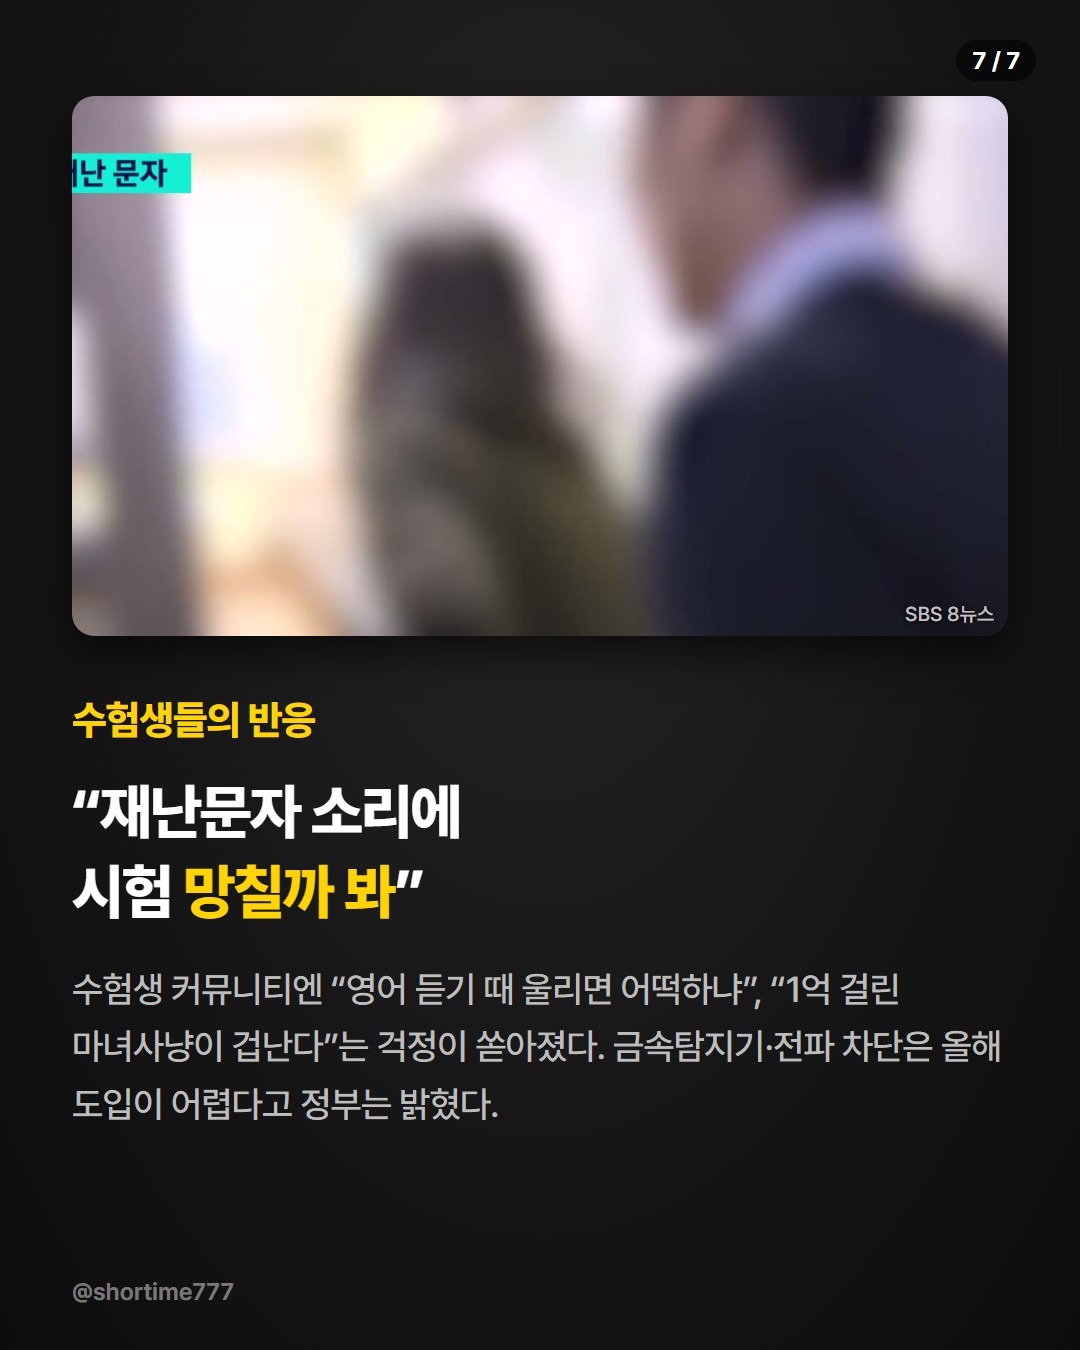 7 / 7
난 문자
SBS 8뉴스
수험생들의 반응
“재난문자 소리에
시험 망칠까 봐”
수험생 커뮤니티엔 “영어 듣기 때 울리면 어떡하냐”, “1억 걸린
마녀사냥이 겁난다”는 걱정이 쏟아졌다. 금속탐지기·전파 차단은 올해
도입이 어렵다고 정부는 밝혔다.
@shortime777